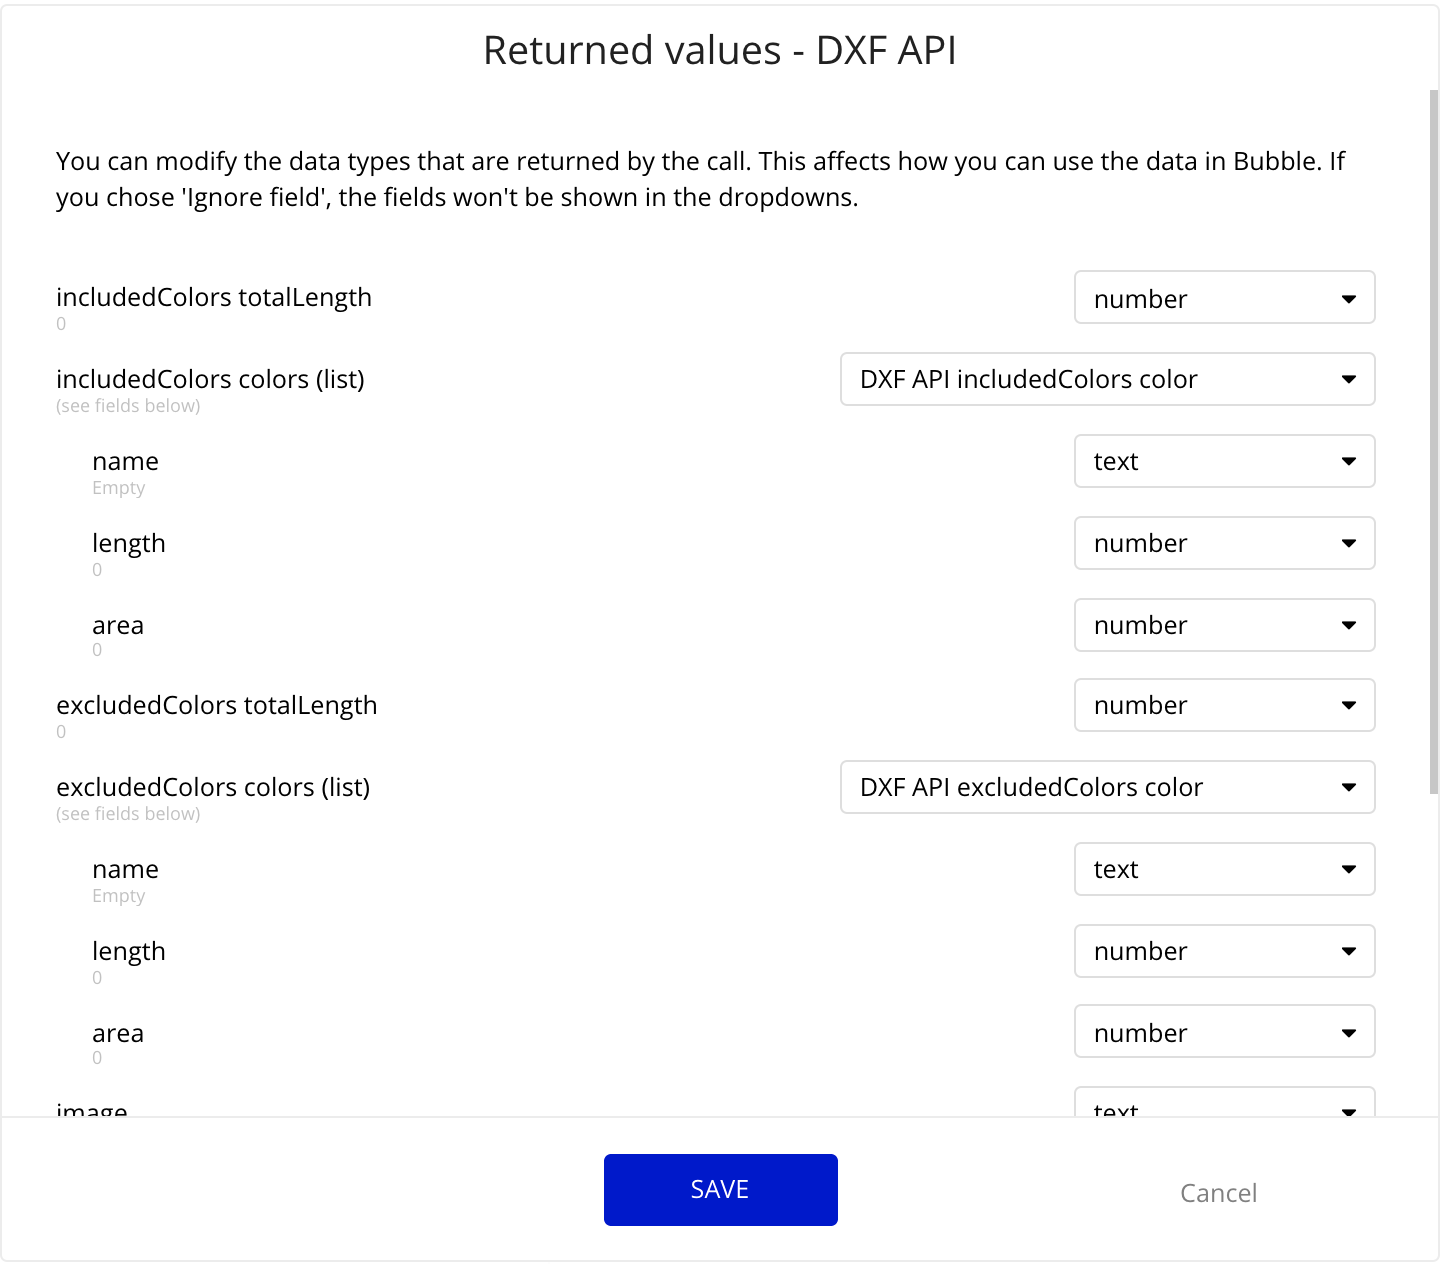 Returned values - DXF API
You can modify the data types that are returned by the call. This affects how you can use the data in Bubble. If
you chose 'Ignore field', the fields won't be shown in the dropdowns.
includedColors totalLength
number
0
includedColors colors (list)
DXF API includedColors color
(see fields below)
name
text
Empty
length
number
0
area
number
0
excludedColors totalLength
number
0
excludedColors colors (list)
DXF API excludedColors color
(see fields below)
name
text
Empty
length
number
0
area
number
0
image
text
SAVE
Cancel